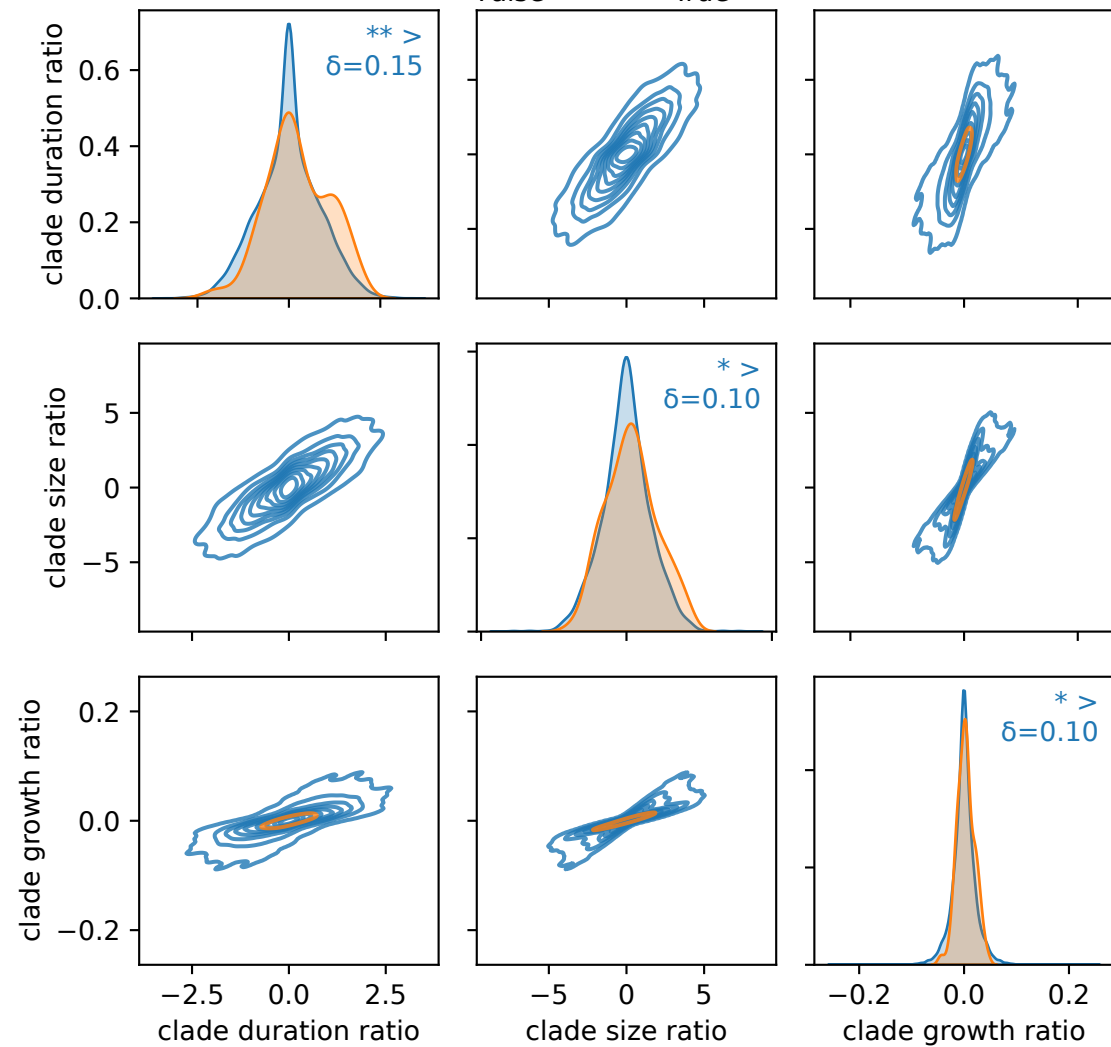 clade duration ratio
0.6
0.4
0.2
0.0
** >
δ=0.15
clade size ratio
5
0
−5
* >
δ=0.10
clade growth ratio
0.2
0.0
−0.2
* >
δ=0.10
−2.5 0.0 2.5
−5 0 5
−0.2 0.0 0.2
clade duration ratio
clade size ratio
clade growth ratio